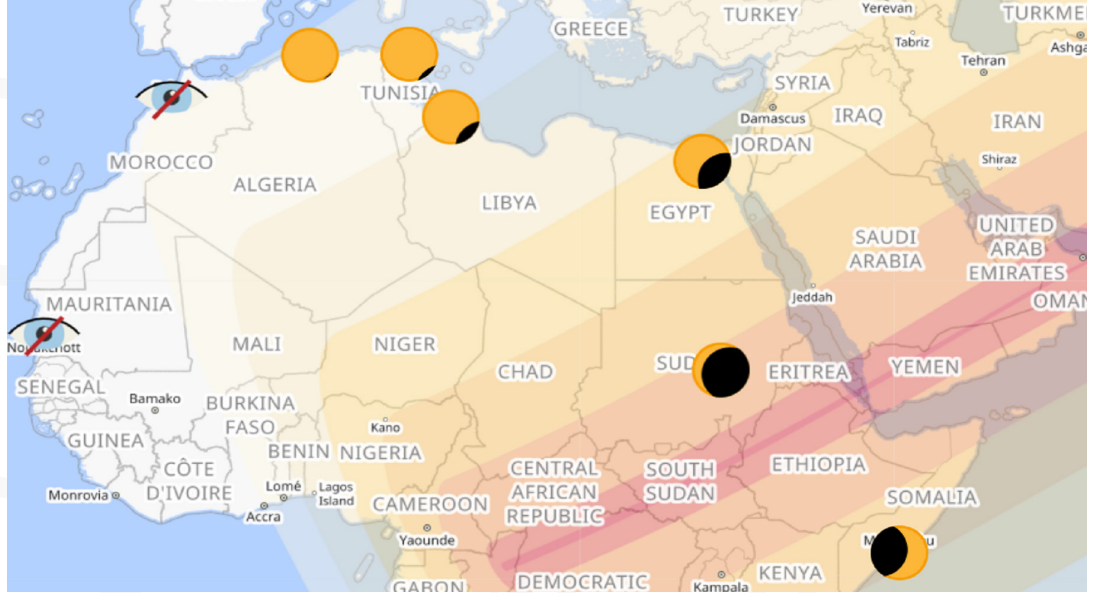 GREECE
TURKEY
Yerevan
TURKME
Tabriz
Tehran
Ashga
TUNISIA
SYRIA
Damascus
IRAQ
IRAN
MOROCCO
JORDAN
Shiraz
ALGERIA
LIBYA
EGYPT
SAUDI
ARABIA
UNITED
ARAB
EMIRATES
Jeddah
OMAN
MAURITANIA
MALI
NIGER
CHAD
SUD
ERITREA
YEMEN
SENEGAL
Bamako
BURKINA
FASO
Kano
GUINEA
BENIN
NIGERIA
CÔTE
D'IVOIRE
Lomé
Lagos
Island
Monrovia
Accra
CENTRAL
AFRICAN
REPUBLIC
SOUTH
SUDAN
ETHIOPIA
SOMALIA
CAMEROON
Yaounde
GABON
DEMOCRATIC
Kampala
KENYA